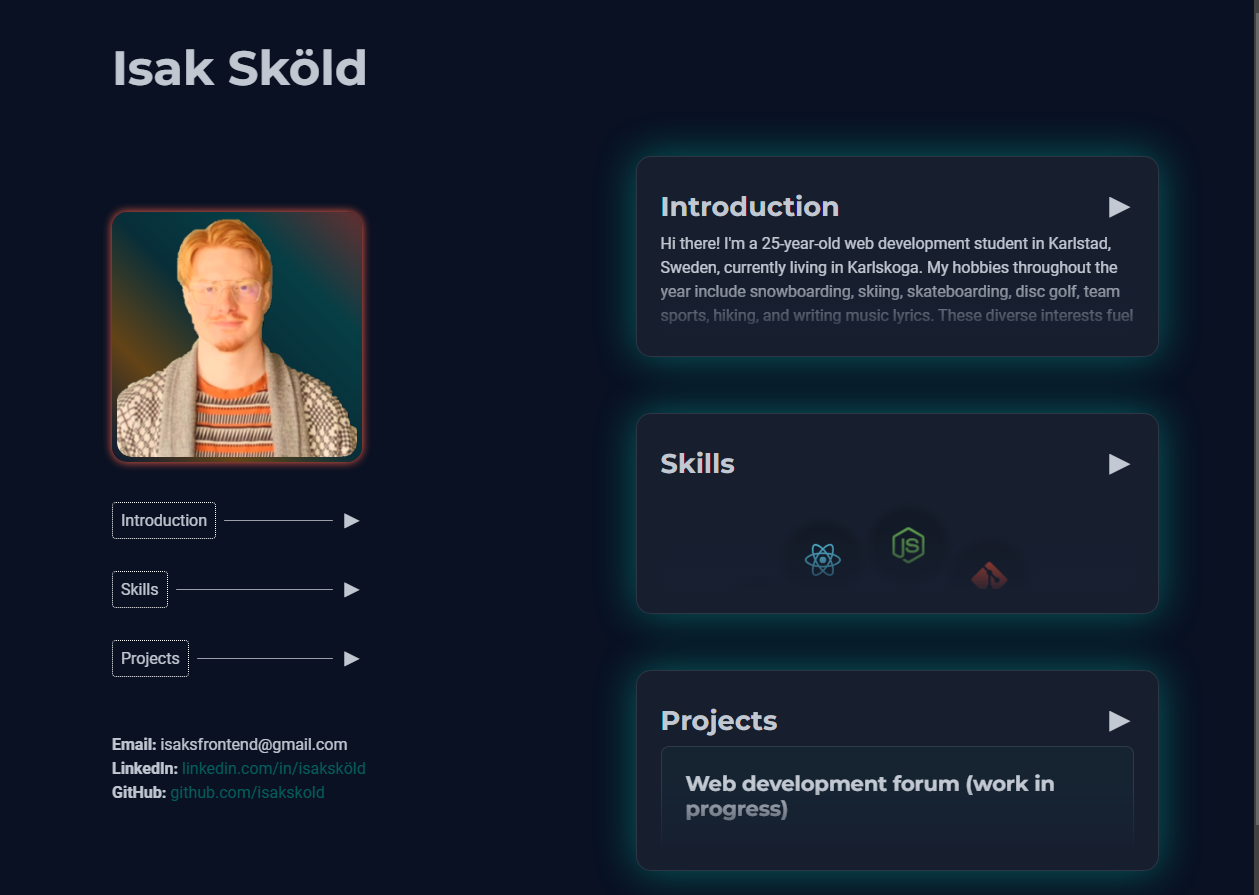 Isak Sköld
Introduction
Skills
Projects
Email: isaksfrontend@gmail.com
LinkedIn: linkedin.com/in/isaksköld
GitHub: github.com/isakskold
Introduction
Hi there! I'm a 25-year-old web development student in Karlstad,
Sweden, currently living in Karlskoga. My hobbies throughout the
year include snowboarding, skiing, skateboarding, disc golf, team
sports, hiking, and writing music lyrics. These diverse interests fuel
Skills
JS
Projects
Web development forum (work in
progress)